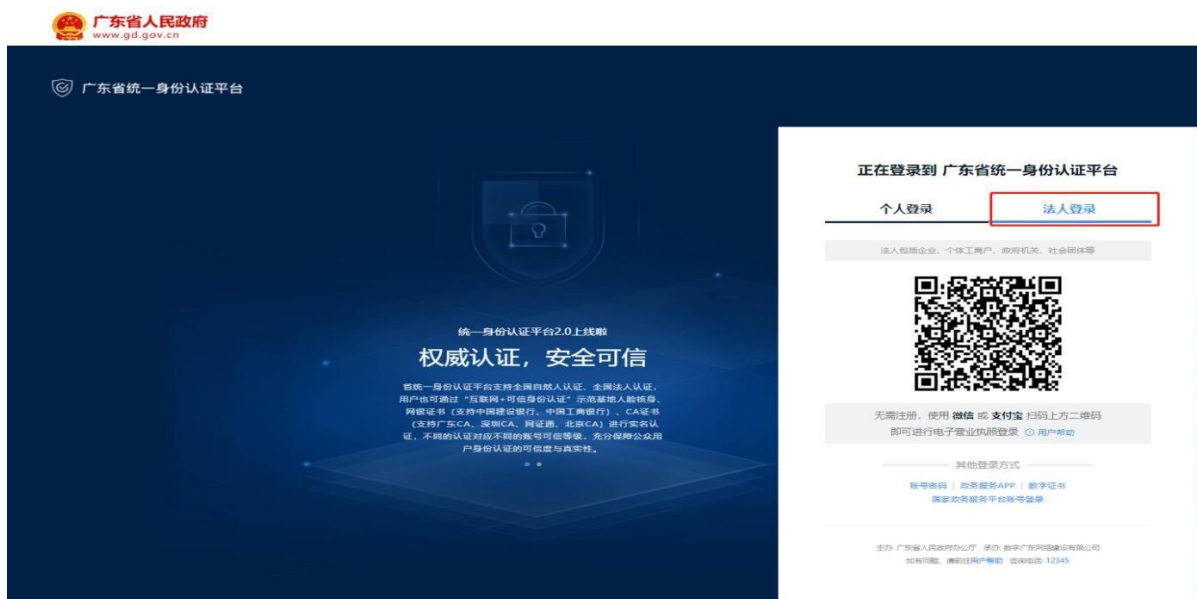 广东省人民政府
www.gd.gov.cn
广东省统一身份认证平台
统一身份认证平台2.0上线啦
权威认证，安全可信
省统一身份认证平台支持全国自然人认证、全国法人认证，
用户也可通过“互联网+可信身份认证”示范基地人脸核身、
网银证书（支持中国建设银行、中国工商银行）、CA证书
（支持广东CA、深圳CA、网证通、北京CA）进行实名认
证，不同的认证对应不同的账号可信等级，充分保障公众用
户身份认证的可信度与真实性。
正在登录到 广东省统一身份认证平台
个人登录 法人登录
法人包括企业、个体工商户、政府机关、社会团体等
无需注册，使用 微信 或 支付宝 扫码上方二维码
即可进行电子营业执照登录 用户帮助
其他登录方式
账号密码 | 政务服务APP | 数字证书
国家政务服务平台账号登录
主办: 广东省人民政府办公厅 承办: 数字广东网络建设有限公司
如有问题，请前往用户帮助 咨询电话: 12345